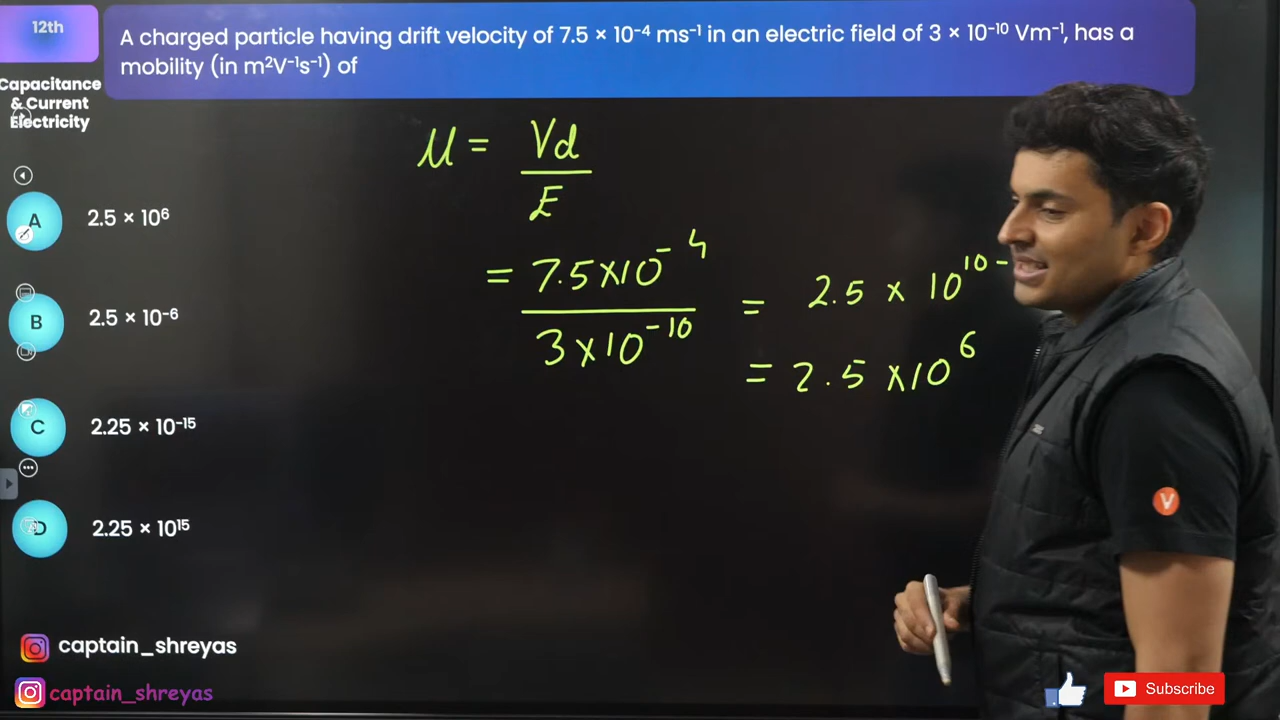 12th
A charged particle having drift velocity of 7.5 × 10⁻⁴ ms⁻¹ in an electric field of 3 × 10⁻¹⁰ Vm⁻¹, has a
mobility (in m²V⁻¹s⁻¹) of
Capacitance
& Current
Electricity
μ = Vd / E
= 7.5×10⁻⁴ / 3×10⁻¹⁰ = 2.5 × 10¹⁰⁻
= 2.5 ×10⁶
A 2.5 × 10⁶
B 2.5 × 10⁻⁶
C 2.25 × 10⁻¹⁵
D 2.25 × 10¹⁵
captain_shreyas
captain_shreyas
V
Subscribe